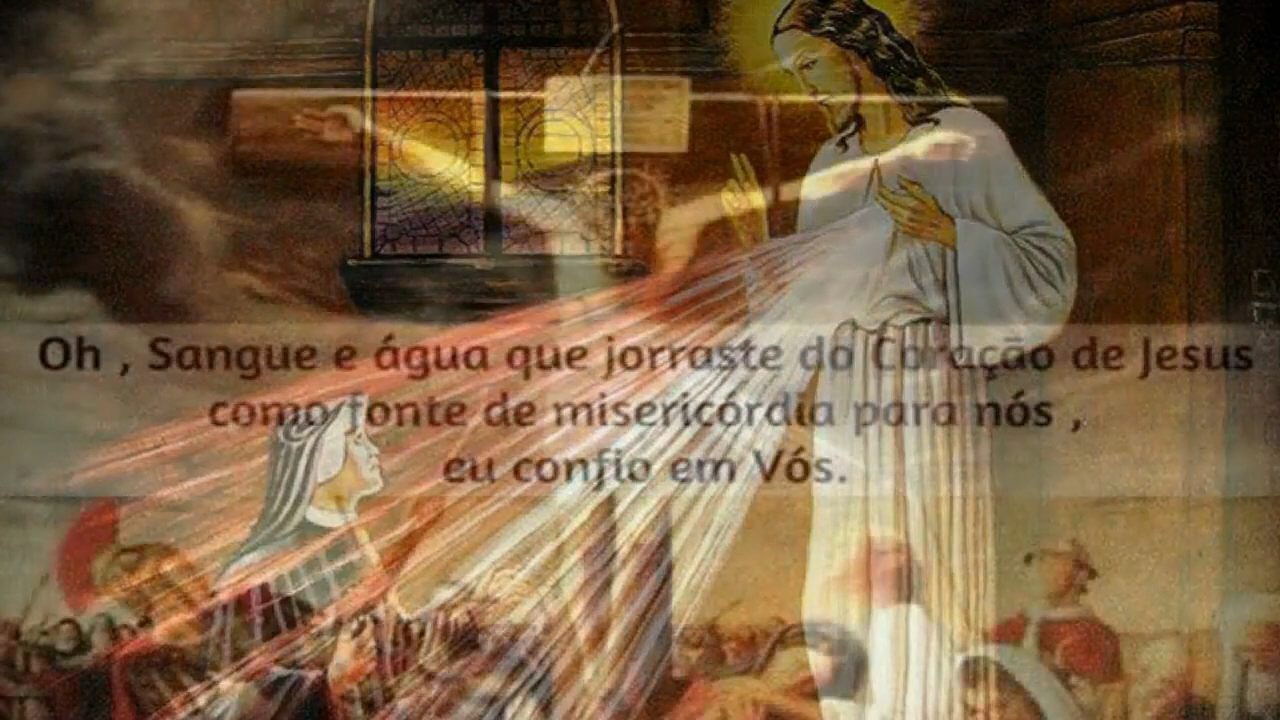 Oh , Sangue e água que jorraste do Coração de Jesus
como fonte de misericórdia para nós ,
eu confio em Vós.